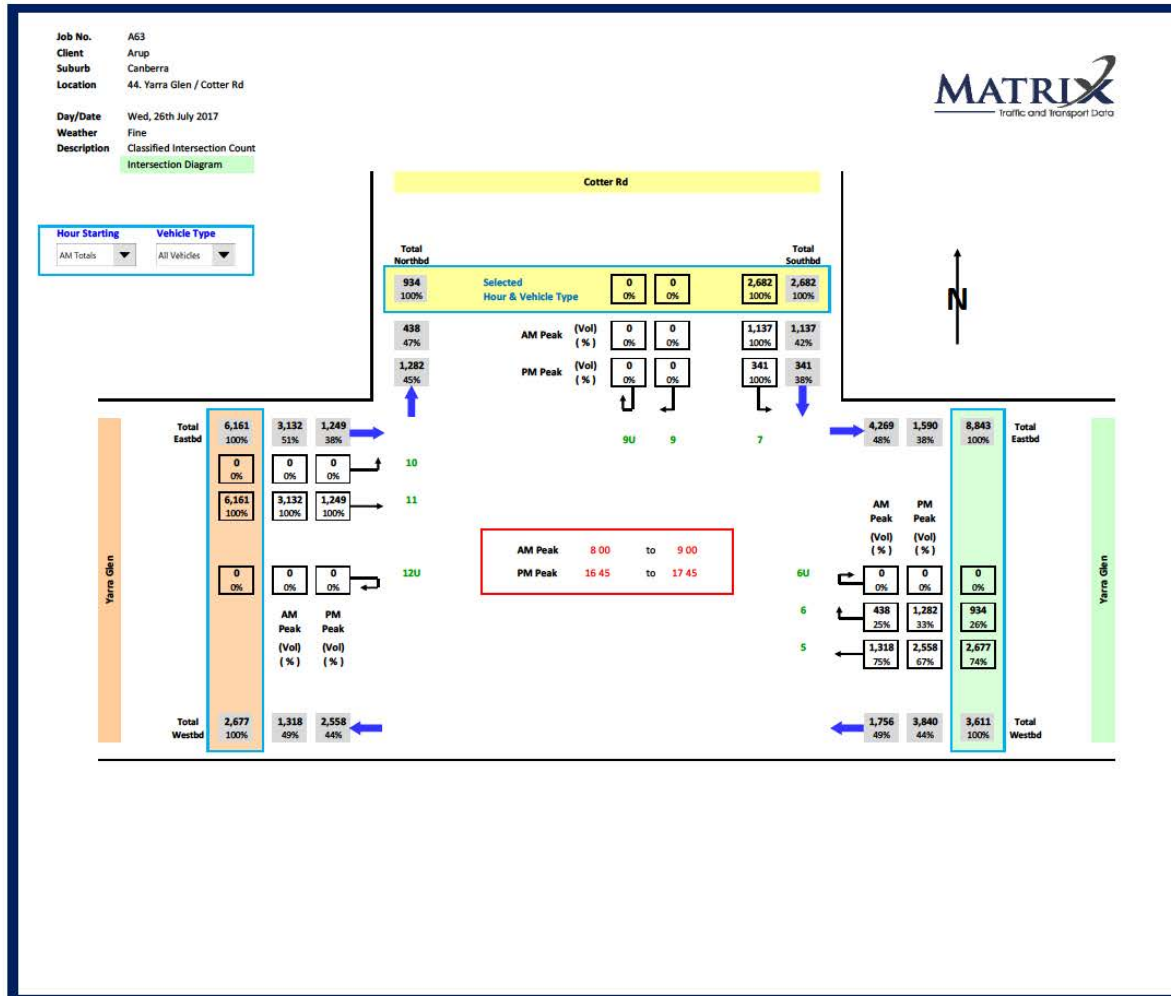 Job No. A63
Client Arup
Suburb Canberra
Location 44. Yarra Glen / Cotter Rd
Day/Date Wed, 26th July 2017
Weather Fine
Description Classified Intersection Count
Intersection Diagram
MATRIX
Traffic and Transport Data
Cotter Rd
Hour Starting Vehicle Type
AM Totals All Vehicles
Total Northbd Total Southbd
934 Selected 0 0 2,682 2,682
100% Hour & Vehicle Type 0% 0% 100% 100%
N
438 AM Peak (Vol) 0 0 1,137 1,137
47% (%) 0% 0% 100% 42%
1,282 PM Peak (Vol) 0 0 341 341
45% (%) 0% 0% 100% 38%
9U 9 7
Total Eastbd 6,161 3,132 1,249
100% 51% 38%
4,269 1,590 8,843 Total Eastbd
48% 38% 100%
0 0 0 10
0% 0% 0%
6,161 3,132 1,249 11
100% 100% 100%
AM Peak PM Peak
(Vol) (Vol)
(%) (%)
Yarra Glen
AM Peak 8 00 to 9 00
PM Peak 16 45 to 17 45
Yarra Glen
0 0 0 12U
0% 0% 0%
6U 0 0 0
0% 0% 0%
AM Peak PM Peak
(Vol) (Vol)
(%) (%)
6 438 1,282 934
25% 33% 26%
5 1,318 2,558 2,677
75% 67% 74%
Total Westbd 2,677 1,318 2,558
100% 49% 44%
1,756 3,840 3,611 Total Westbd
49% 44% 100%